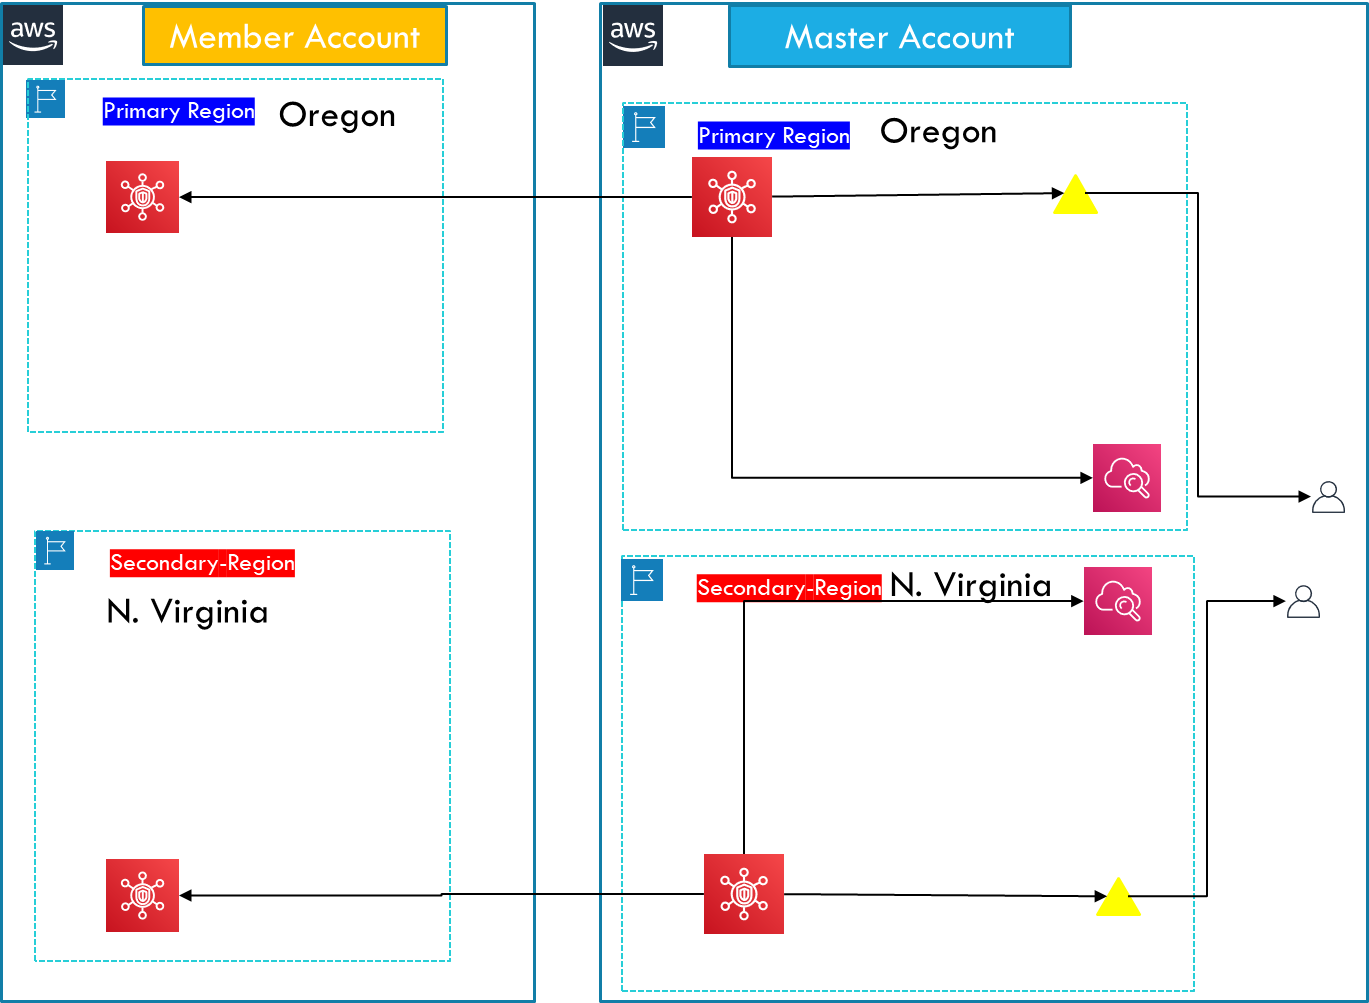 aws
Member Account
Primary Region
Oregon
Secondary-Region
N. Virginia
aws
Master Account
Primary Region
Oregon
Secondary-Region
N. Virginia